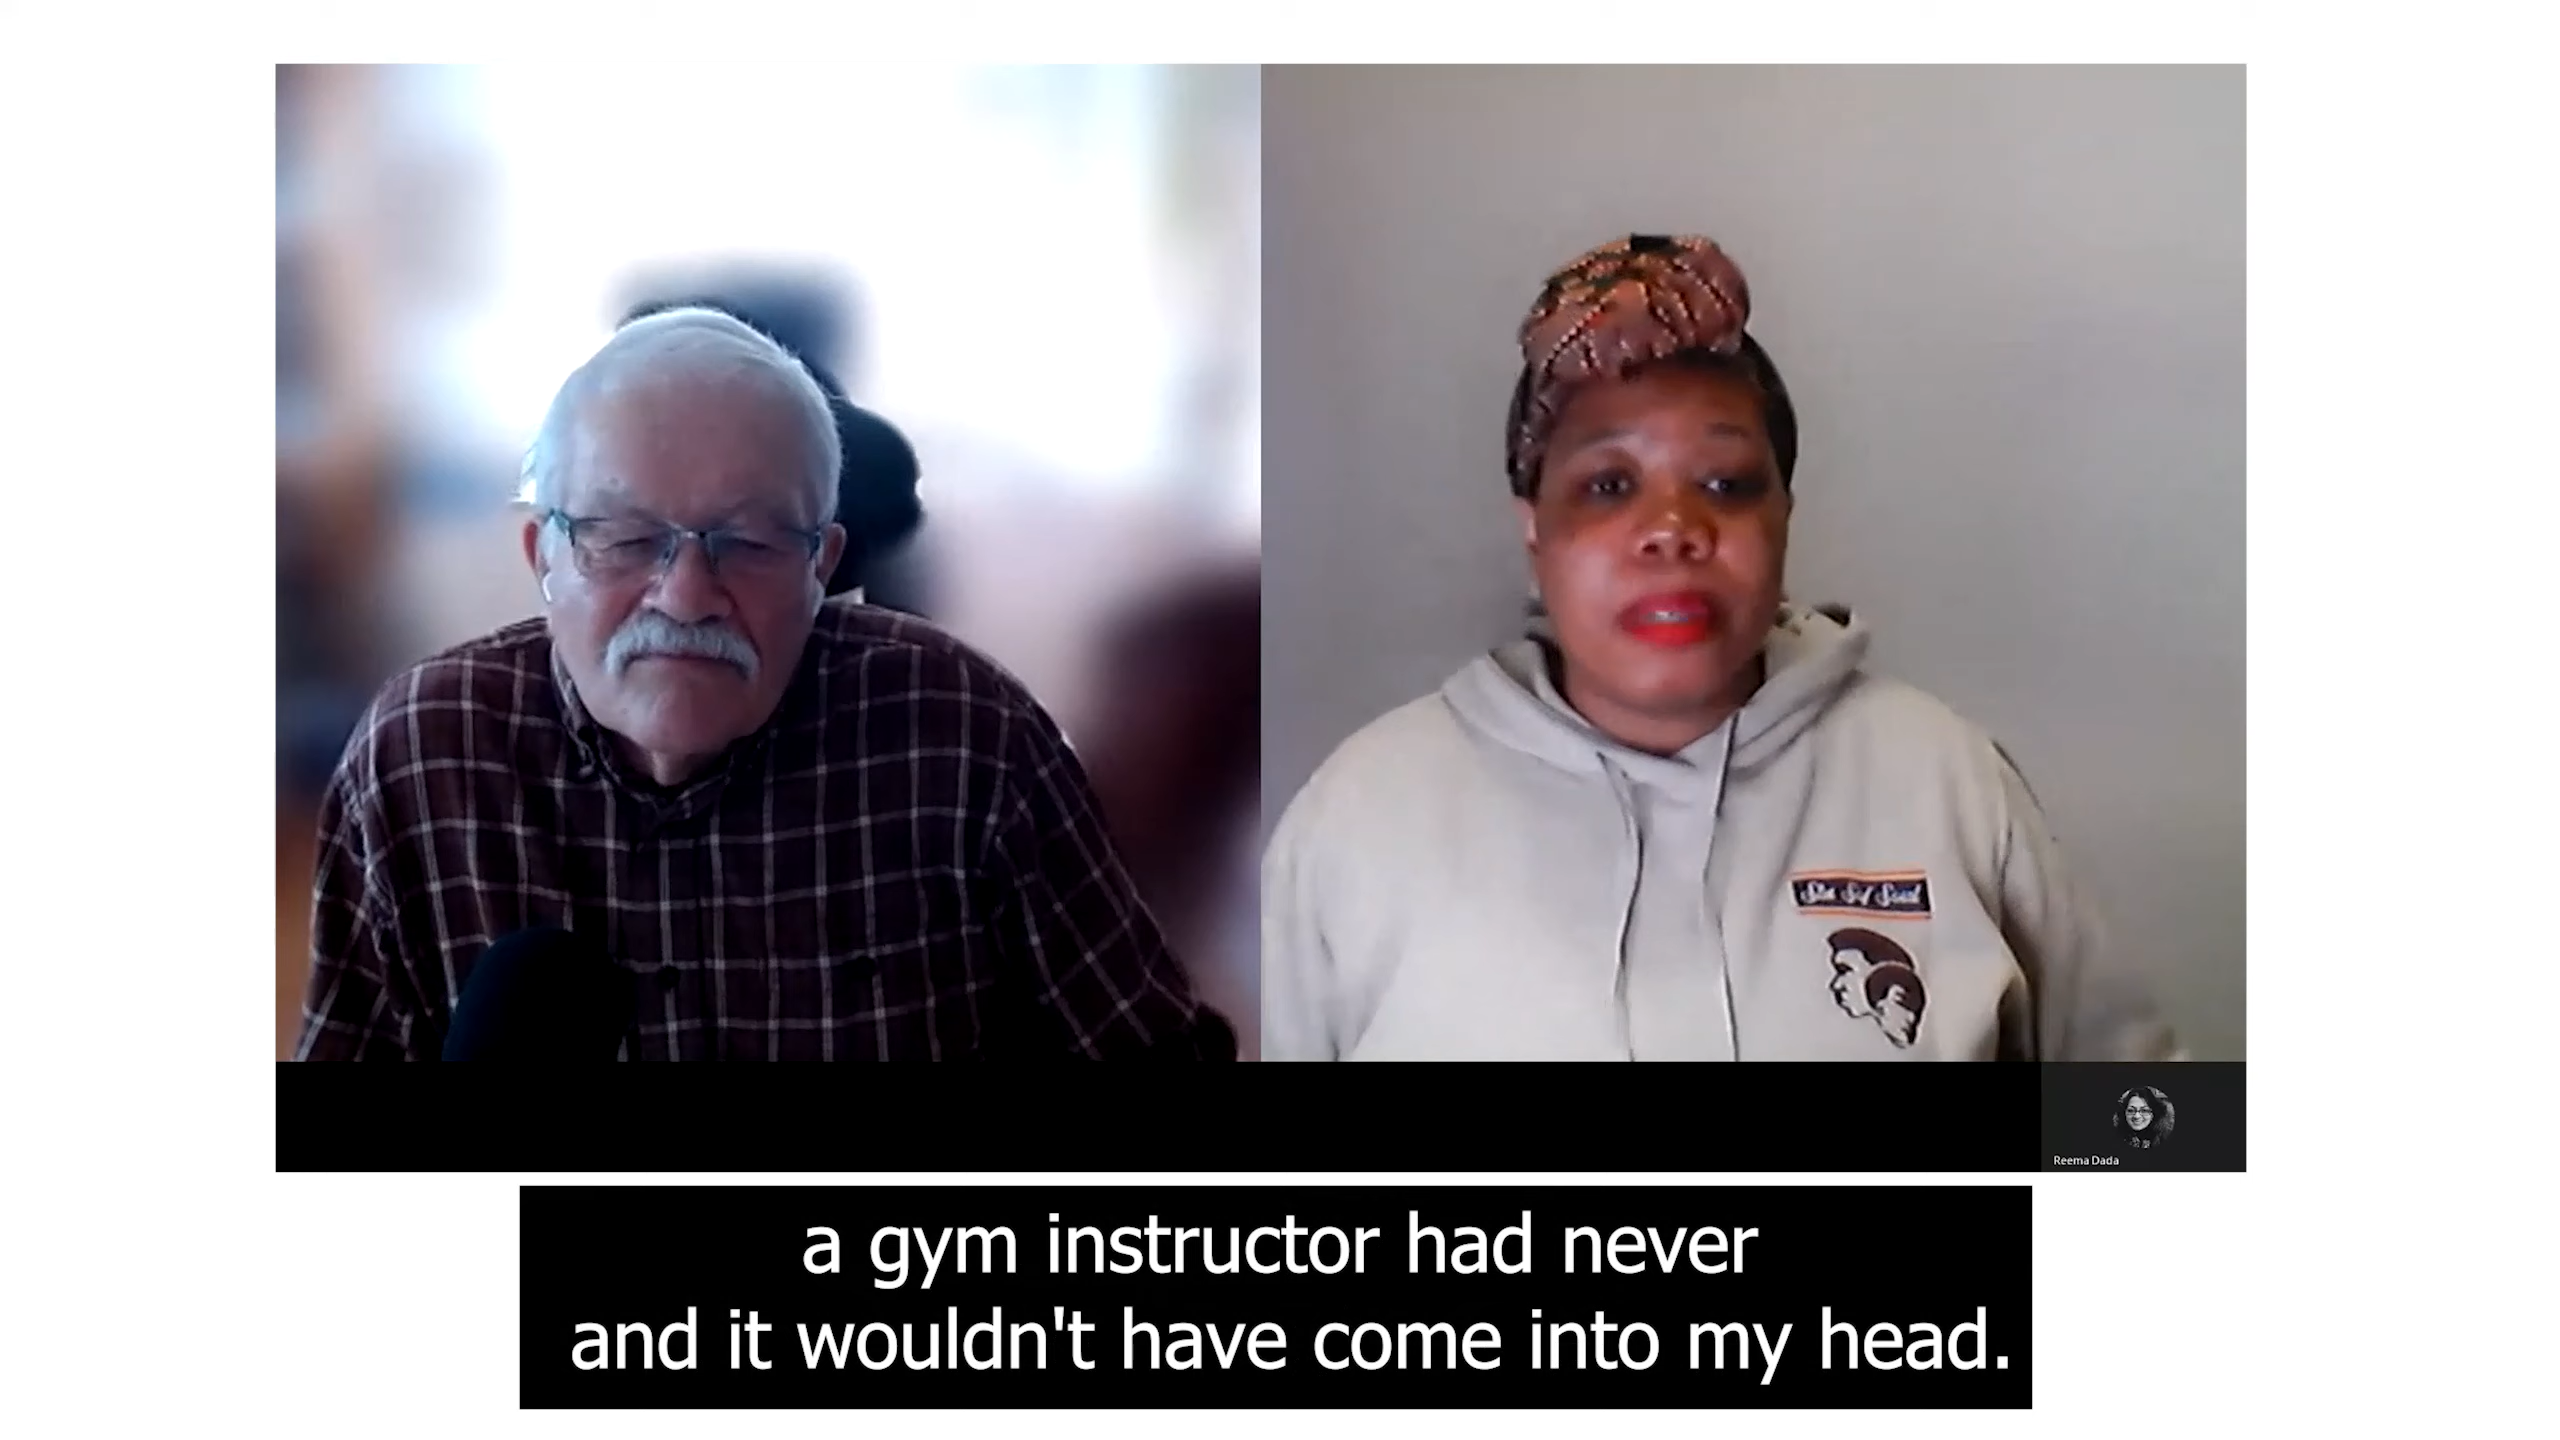 Reema Dada
a gym instructor had never
and it wouldn't have come into my head.